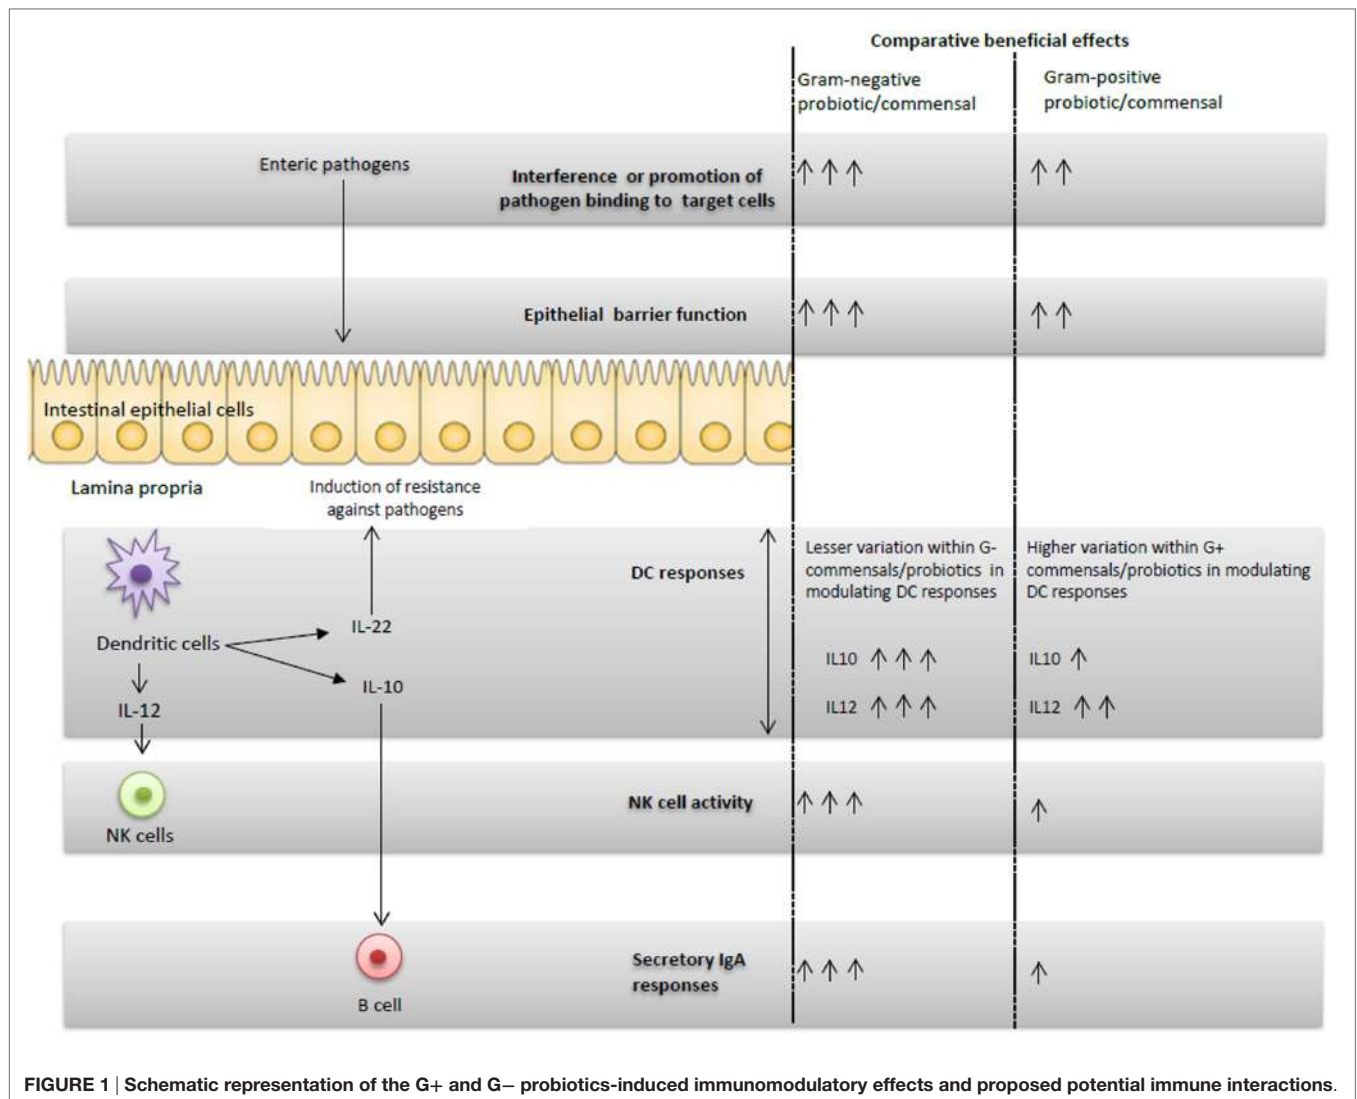 Comparative beneficial effects
Gram-negative
probiotic/commensal
Gram-positive
probiotic/commensal
Enteric pathogens
Interference or promotion of
pathogen binding to target cells
Epithelial barrier function
Intestinal epithelial cells
Lamina propria
Induction of resistance
against pathogens
DC responses
Lesser variation within G-
commensals/probiotics in
modulating DC responses
Higher variation within G+
commensals/probiotics in modulating
DC responses
Dendritic cells
IL-22
IL-10
IL-12
IL10 ↑ ↑ ↑
IL10 ↑
IL12 ↑ ↑ ↑
IL12 ↑ ↑
NK cells
NK cell activity
B cell
Secretory IgA
responses
FIGURE 1 | Schematic representation of the G+ and G− probiotics-induced immunomodulatory effects and proposed potential immune interactions.